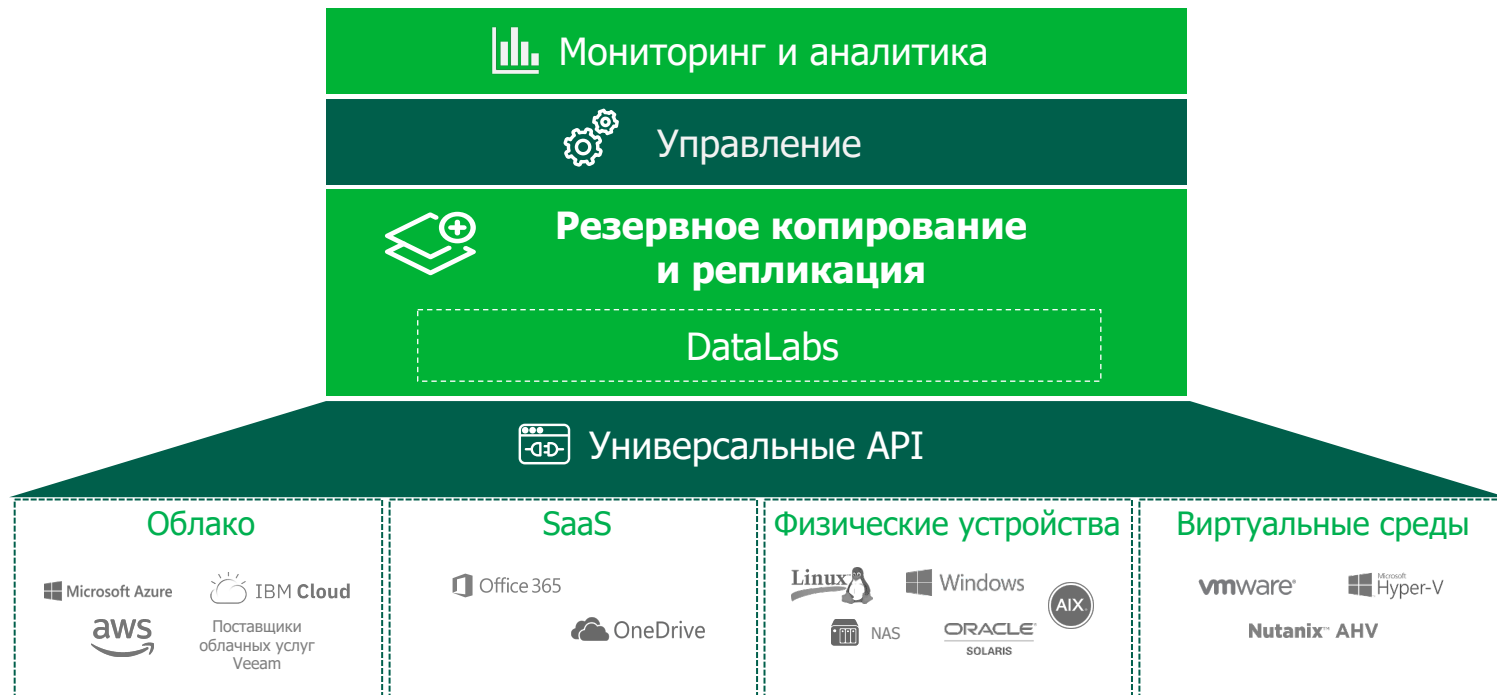 Мониторинг и аналитика
Управление
Резервное копирование
и репликация
DataLabs
Универсальные API
Облако
Microsoft Azure
IBM Cloud
aws
Поставщики
облачных услуг
Veeam
SaaS
Office 365
OneDrive
Физические устройства
Linux
Windows
AIX
NAS
ORACLE
SOLARIS
Виртуальные среды
vmware
Microsoft
Hyper-V
Nutanix™ AHV